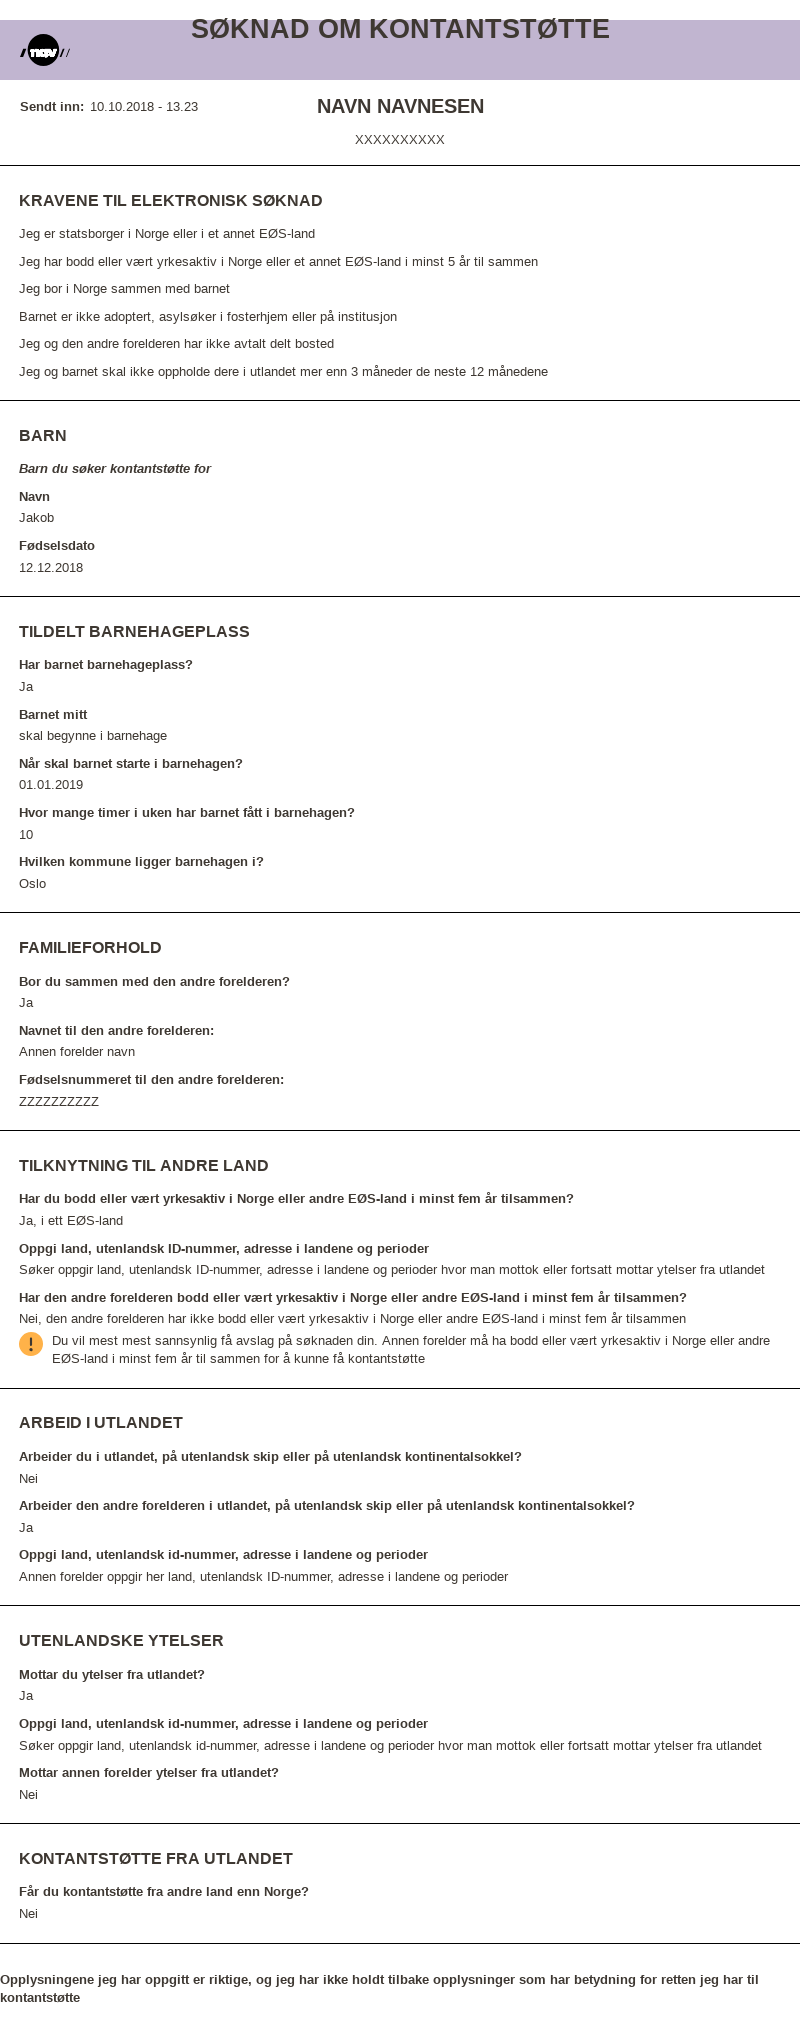 SØKNAD OM KONTANTSTØTTE
nav
Sendt inn: 10.10.2018 - 13.23
NAVN NAVNESEN
XXXXXXXXXX
KRAVENE TIL ELEKTRONISK SØKNAD
Jeg er statsborger i Norge eller i et annet EØS-land
Jeg har bodd eller vært yrkesaktiv i Norge eller et annet EØS-land i minst 5 år til sammen
Jeg bor i Norge sammen med barnet
Barnet er ikke adoptert, asylsøker i fosterhjem eller på institusjon
Jeg og den andre forelderen har ikke avtalt delt bosted
Jeg og barnet skal ikke oppholde dere i utlandet mer enn 3 måneder de neste 12 månedene
BARN
Barn du søker kontantstøtte for
Navn
Jakob
Fødselsdato
12.12.2018
TILDELT BARNEHAGEPLASS
Har barnet barnehageplass?
Ja
Barnet mitt
skal begynne i barnehage
Når skal barnet starte i barnehagen?
01.01.2019
Hvor mange timer i uken har barnet fått i barnehagen?
10
Hvilken kommune ligger barnehagen i?
Oslo
FAMILIEFORHOLD
Bor du sammen med den andre forelderen?
Ja
Navnet til den andre forelderen:
Annen forelder navn
Fødselsnummeret til den andre forelderen:
ZZZZZZZZZZ
TILKNYTNING TIL ANDRE LAND
Har du bodd eller vært yrkesaktiv i Norge eller andre EØS-land i minst fem år tilsammen?
Ja, i ett EØS-land
Oppgi land, utenlandsk ID-nummer, adresse i landene og perioder
Søker oppgir land, utenlandsk ID-nummer, adresse i landene og perioder hvor man mottok eller fortsatt mottar ytelser fra utlandet
Har den andre forelderen bodd eller vært yrkesaktiv i Norge eller andre EØS-land i minst fem år tilsammen?
Nei, den andre forelderen har ikke bodd eller vært yrkesaktiv i Norge eller andre EØS-land i minst fem år tilsammen
Du vil mest mest sannsynlig få avslag på søknaden din. Annen forelder må ha bodd eller vært yrkesaktiv i Norge eller andre
EØS-land i minst fem år til sammen for å kunne få kontantstøtte
ARBEID I UTLANDET
Arbeider du i utlandet, på utenlandsk skip eller på utenlandsk kontinentalsokkel?
Nei
Arbeider den andre forelderen i utlandet, på utenlandsk skip eller på utenlandsk kontinentalsokkel?
Ja
Oppgi land, utenlandsk id-nummer, adresse i landene og perioder
Annen forelder oppgir her land, utenlandsk ID-nummer, adresse i landene og perioder
UTENLANDSKE YTELSER
Mottar du ytelser fra utlandet?
Ja
Oppgi land, utenlandsk id-nummer, adresse i landene og perioder
Søker oppgir land, utenlandsk id-nummer, adresse i landene og perioder hvor man mottok eller fortsatt mottar ytelser fra utlandet
Mottar annen forelder ytelser fra utlandet?
Nei
KONTANTSTØTTE FRA UTLANDET
Får du kontantstøtte fra andre land enn Norge?
Nei
Opplysningene jeg har oppgitt er riktige, og jeg har ikke holdt tilbake opplysninger som har betydning for retten jeg har til
kontantstøtte